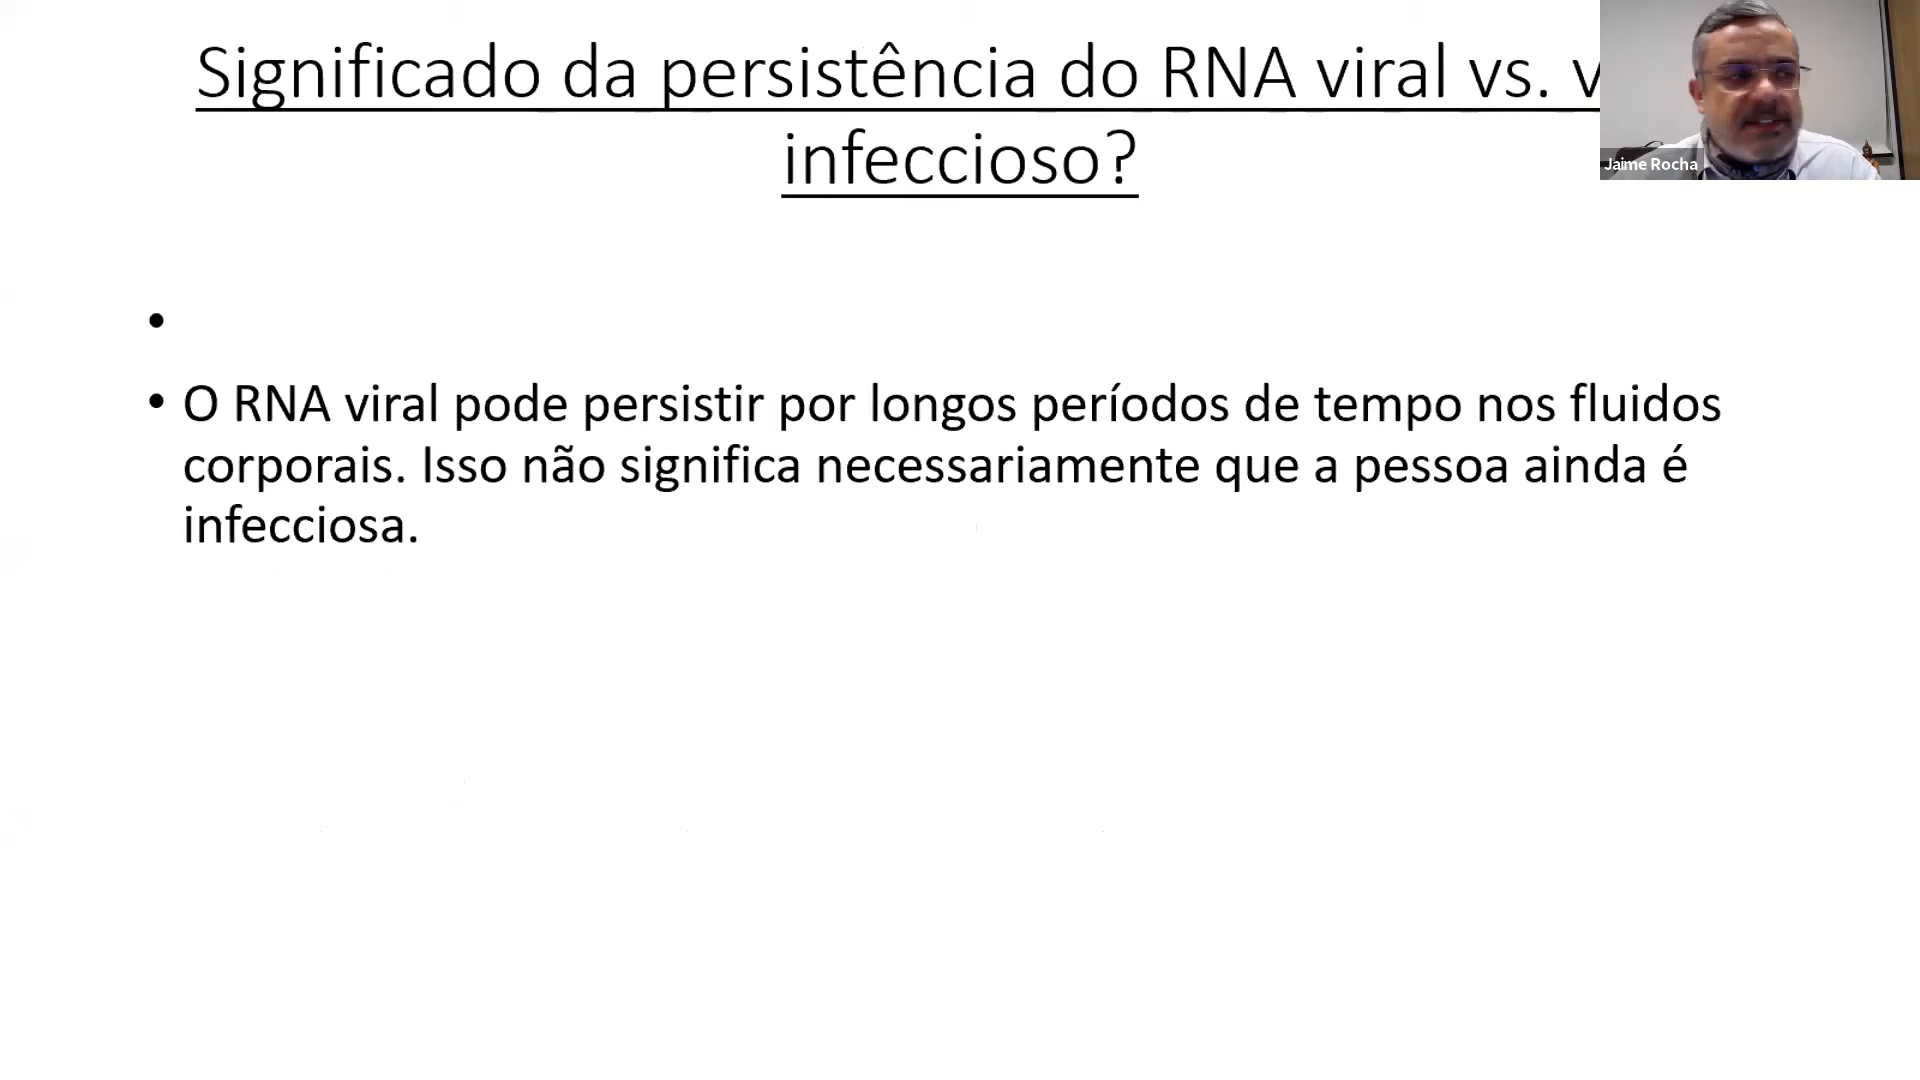 Significado da persistência do RNA viral vs.
infeccioso?
Jaime Rocha
• O RNA viral pode persistir por longos períodos de tempo nos fluidos
corporais. Isso não significa necessariamente que a pessoa ainda é
infecciosa.